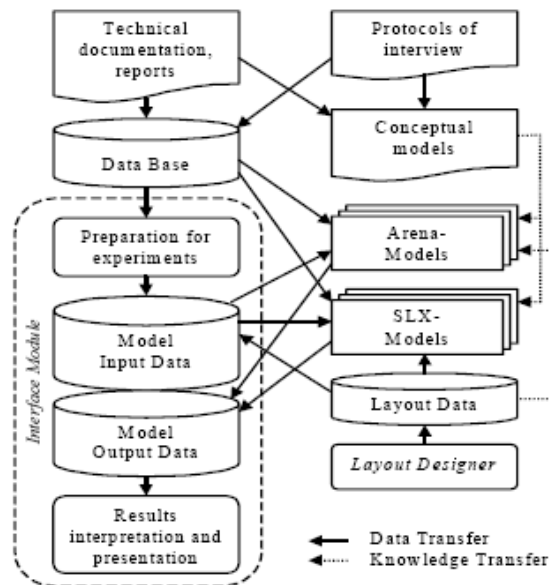 Technical
documentation,
reports
Protocols of
interview
Conceptual
models
Data Base
Preparation for
experiments
Arena-
Models
Model
Input Data
SLX-
Models
Interface Module
Layout Data
Model
Output Data
Layout Designer
Results
interpretation and
presentation
Data Transfer
Knowledge Transfer